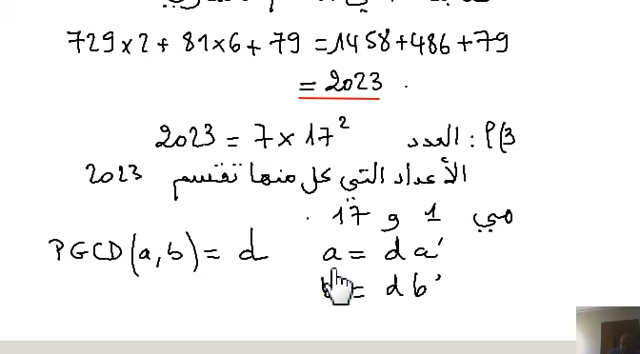 729×2 + 81×6 + 79 = 1458+486+79
= 2023 .
3) أ: العدد 2023 = 7 × 17²
الأعداد التي كل منها تقسم 2023
هي 1 و 17 .
PGCD(a,b) = d a = d a'
b = d b'